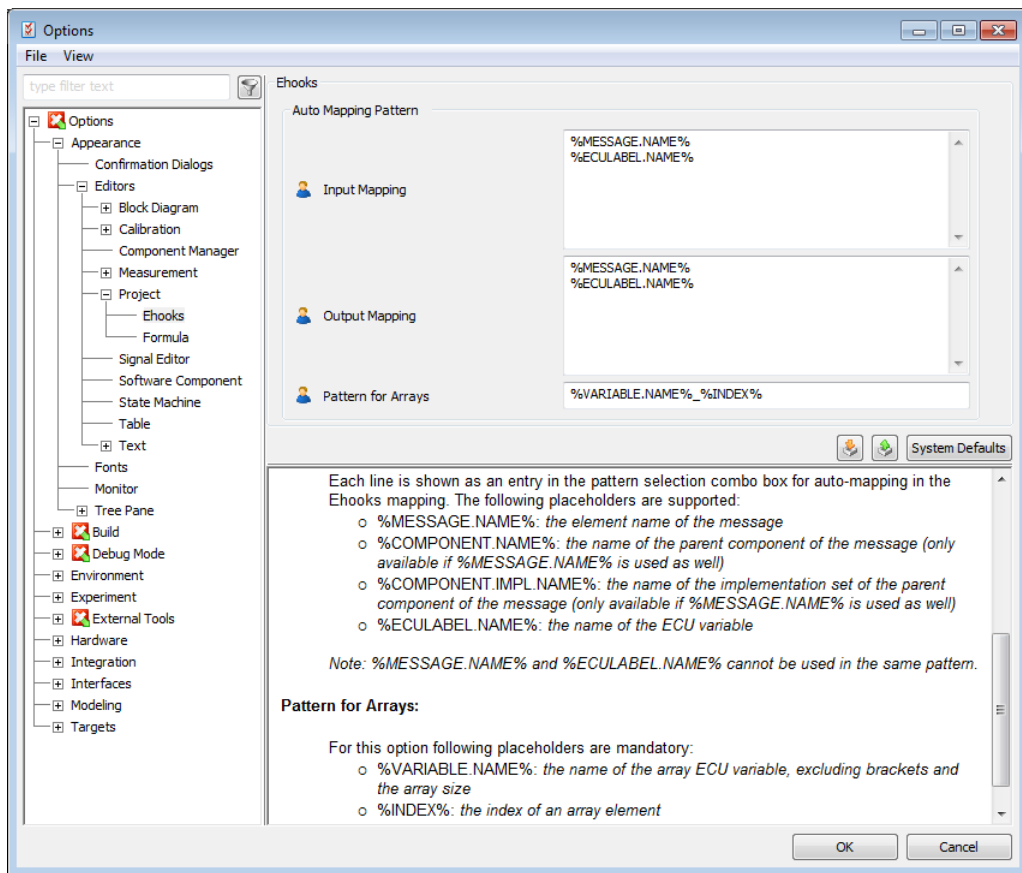 Options
File View
type filter text
Options
Appearance
Confirmation Dialogs
Editors
Block Diagram
Calibration
Component Manager
Measurement
Project
Ehooks
Formula
Signal Editor
Software Component
State Machine
Table
Text
Fonts
Monitor
Tree Pane
Build
Debug Mode
Environment
Experiment
External Tools
Hardware
Integration
Interfaces
Modeling
Targets
Ehooks
Auto Mapping Pattern
Input Mapping
%MESSAGE.NAME%
%ECULABEL.NAME%
Output Mapping
%MESSAGE.NAME%
%ECULABEL.NAME%
Pattern for Arrays
%VARIABLE.NAME%_%INDEX%
System Defaults
Each line is shown as an entry in the pattern selection combo box for auto-mapping in the
Ehooks mapping. The following placeholders are supported:
o %MESSAGE.NAME%: the element name of the message
o %COMPONENT.NAME%: the name of the parent component of the message (only
available if %MESSAGE.NAME% is used as well)
o %COMPONENT.IMPL.NAME%: the name of the implementation set of the parent
component of the message (only available if %MESSAGE.NAME% is used as well)
o %ECULABEL.NAME%: the name of the ECU variable
Note: %MESSAGE.NAME% and %ECULABEL.NAME% cannot be used in the same pattern.
Pattern for Arrays:
For this option following placeholders are mandatory:
o %VARIABLE.NAME%: the name of the array ECU variable, excluding brackets and
the array size
o %INDEX%: the index of an array element
OK
Cancel